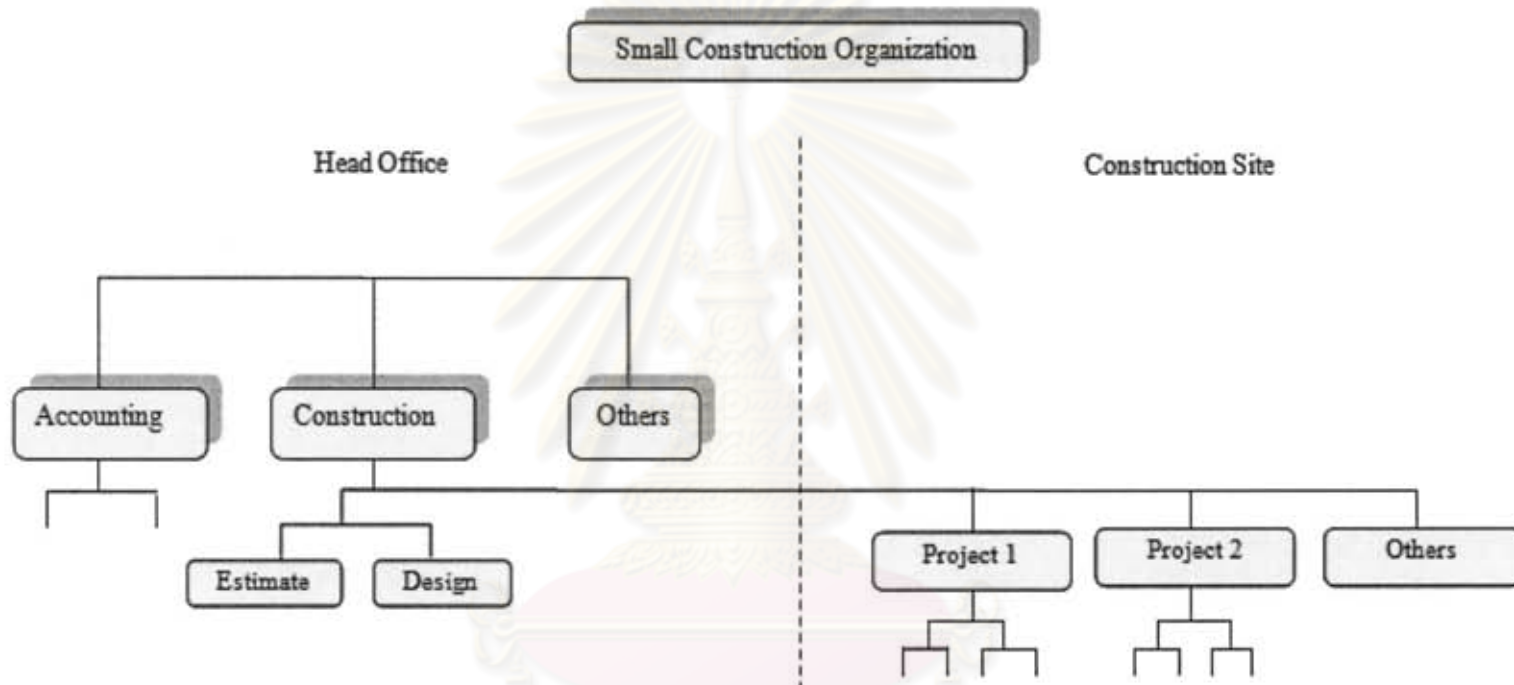 Small Construction Organization
Head Office
Construction Site
Accounting
Construction
Others
Estimate
Design
Project 1
Project 2
Others